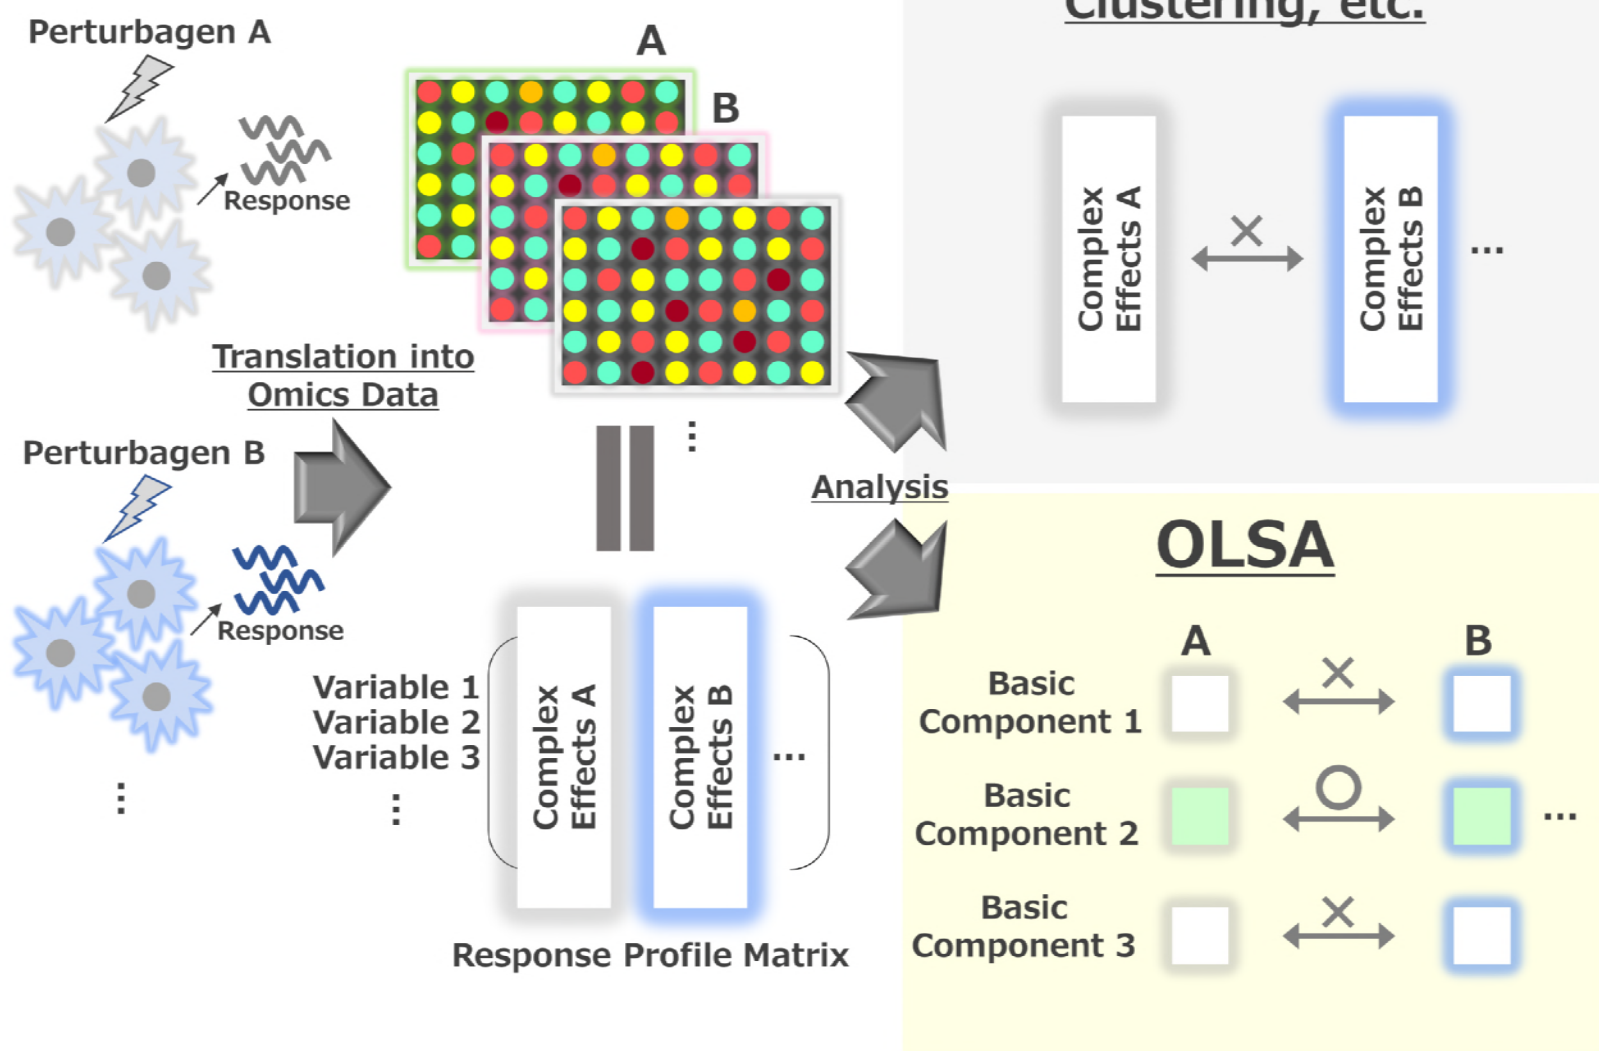 Perturbagen A
Response
Translation into
Omics Data
Perturbagen B
Response
⋮
A
B
⋮
Variable 1
Variable 2
Variable 3
⋮
Complex
Effects A
Complex
Effects B
...
Response Profile Matrix
Analysis
Clustering, etc.
Complex
Effects A
×
Complex
Effects B
...
OLSA
A
B
Basic
Component 1
×
Basic
Component 2
○
...
Basic
Component 3
×